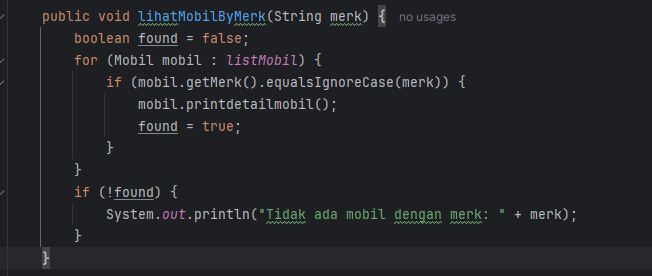 public void lihatMobilByMerk(String merk) { no usages
    boolean found = false;
    for (Mobil mobil : listMobil) {
        if (mobil.getMerk().equalsIgnoreCase(merk)) {
            mobil.printdetailmobil();
            found = true;
        }
    }
    if (!found) {
        System.out.println("Tidak ada mobil dengan merk: " + merk);
    }
}